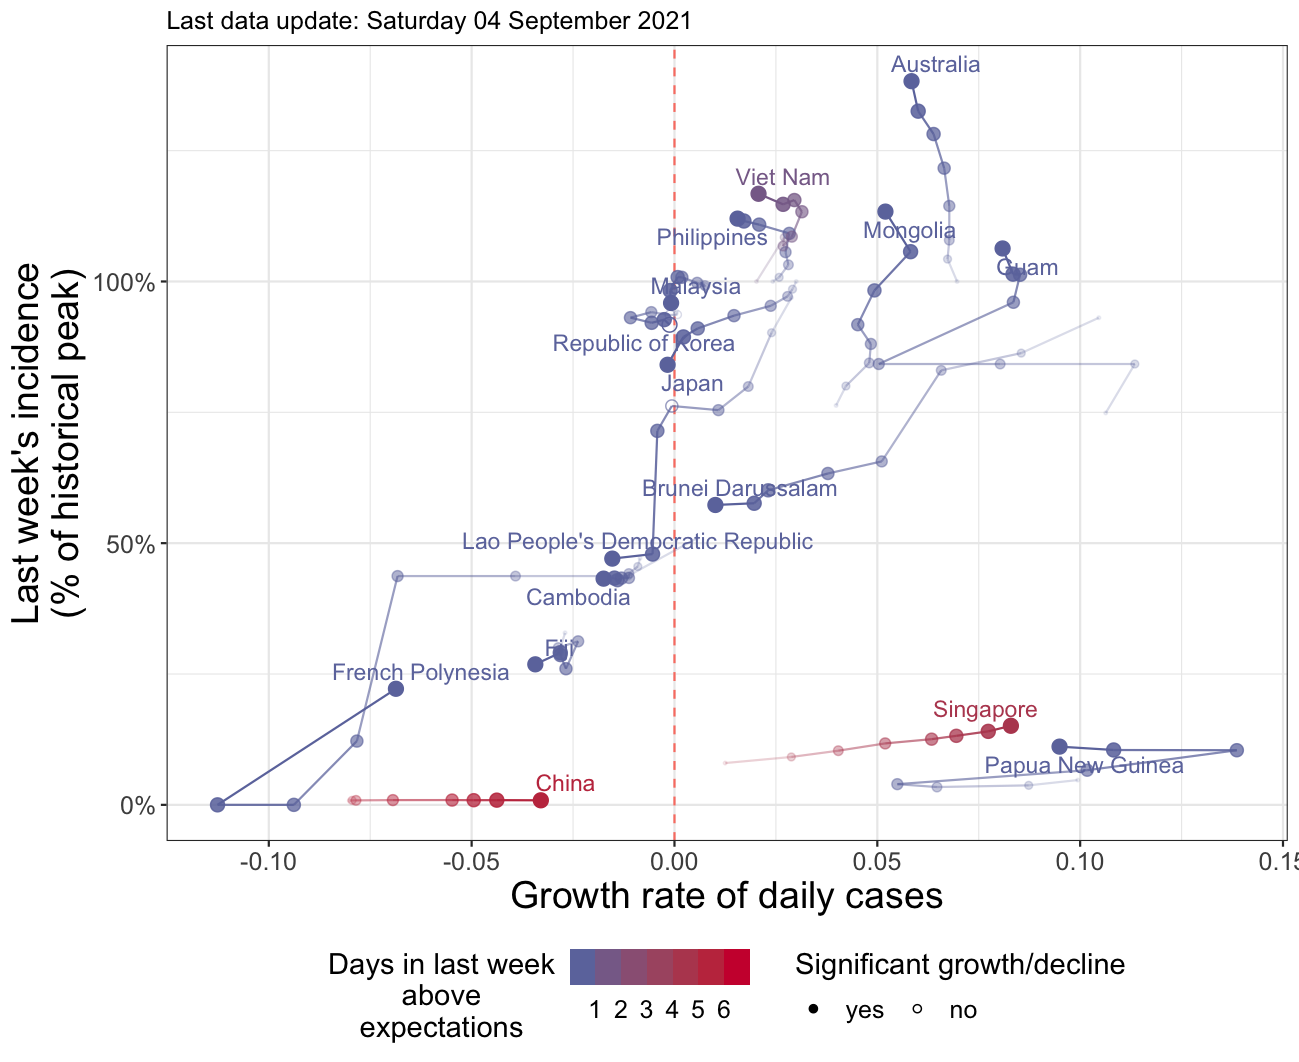 Last data update: Saturday 04 September 2021
Last week's incidence
(% of historical peak)
100%
50%
0%
Australia
Viet Nam
Mongolia
Philippines
Guam
Malaysia
Republic of Korea
Japan
Brunei Darussalam
Lao People's Democratic Republic
Cambodia
Fiji
French Polynesia
Singapore
Papua New Guinea
China
-0.10 -0.05 0.00 0.05 0.10 0.15
Growth rate of daily cases
Days in last week
above
expectations
1 2 3 4 5 6
Significant growth/decline
yes no